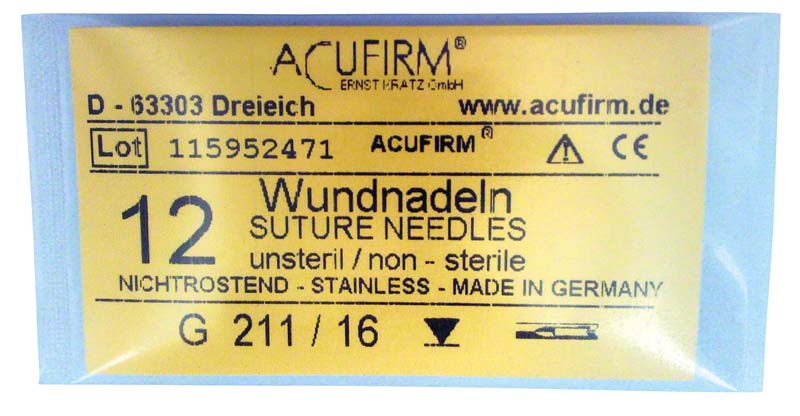 ACUFIRM®
ERNST KRATZ GmbH
D - 63303 Dreieich www.acufirm.de
Lot 115952471 ACUFIRM® CE
12 Wundnadeln
SUTURE NEEDLES
unsteril / non - sterile
NICHTROSTEND - STAINLESS - MADE IN GERMANY
G 211 / 16